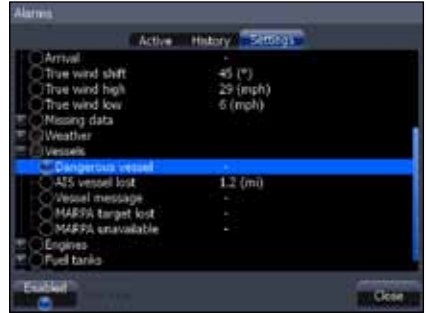 Alarms
Active History Settings
Arrival -
True wind shift 45 (°)
True wind high 29 (mph)
True wind low 6 (mph)
Missing data
Weather
Vessels
Dangerous vessel -
AIS vessel lost 1.2 (mi)
Vessel message -
MARPA target lost -
MARPA unavailable -
Engines
Fuel tanks
Enabled Close